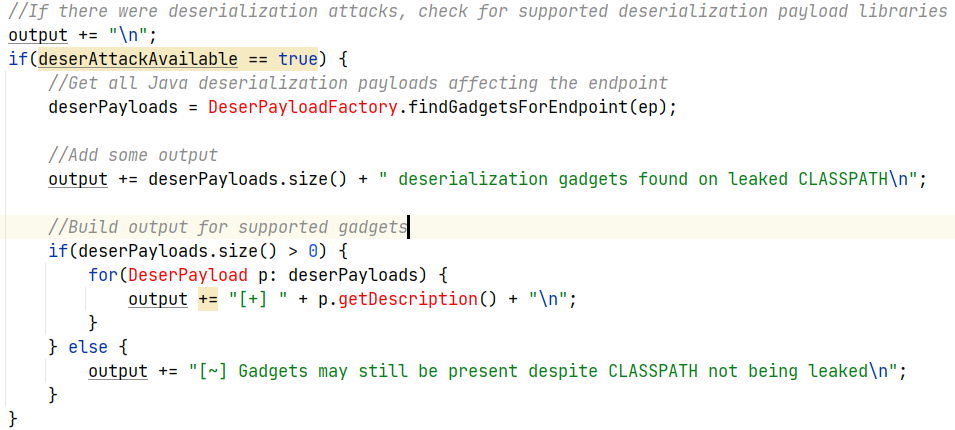 //If there were deserialization attacks, check for supported deserialization payload libraries
output += "\n";
if(deserAttackAvailable == true) {
//Get all Java deserialization payloads affecting the endpoint
deserPayloads = DeserPayloadFactory.findGadgetsForEndpoint(ep);
//Add some output
output += deserPayloads.size() + " deserialization gadgets found on leaked CLASSPATH\n";
//Build output for supported gadgets
if(deserPayloads.size() > 0) {
for(DeserPayload p: deserPayloads) {
output += "[+] " + p.getDescription() + "\n";
}
} else {
output += "[~] Gadgets may still be present despite CLASSPATH not being leaked\n";
}
}